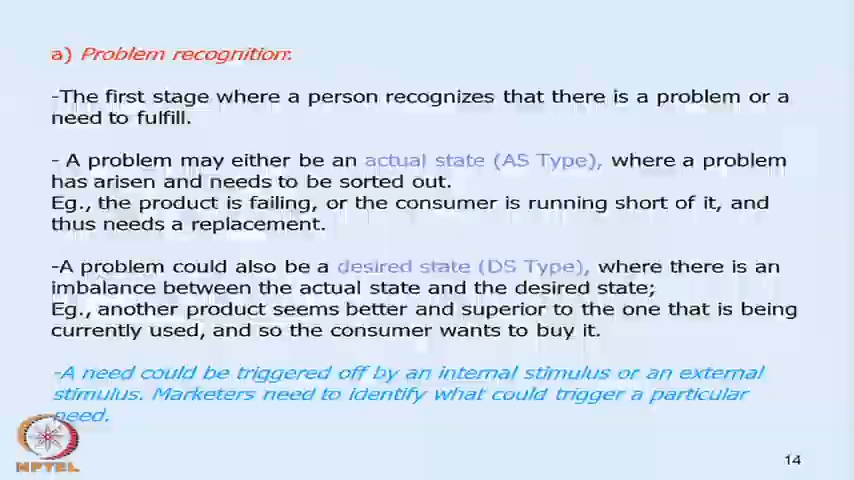 a) Problem recognition:
-The first stage where a person recognizes that there is a problem or a
need to fulfill.
- A problem may either be an actual state (AS Type), where a problem
has arisen and needs to be sorted out.
Eg., the product is failing, or the consumer is running short of it, and
thus needs a replacement.
-A problem could also be a desired state (DS Type), where there is an
imbalance between the actual state and the desired state;
Eg., another product seems better and superior to the one that is being
currently used, and so the consumer wants to buy it.
-A need could be triggered off by an internal stimulus or an external
stimulus. Marketers need to identify what could trigger a particular
need.
NPTEL
14